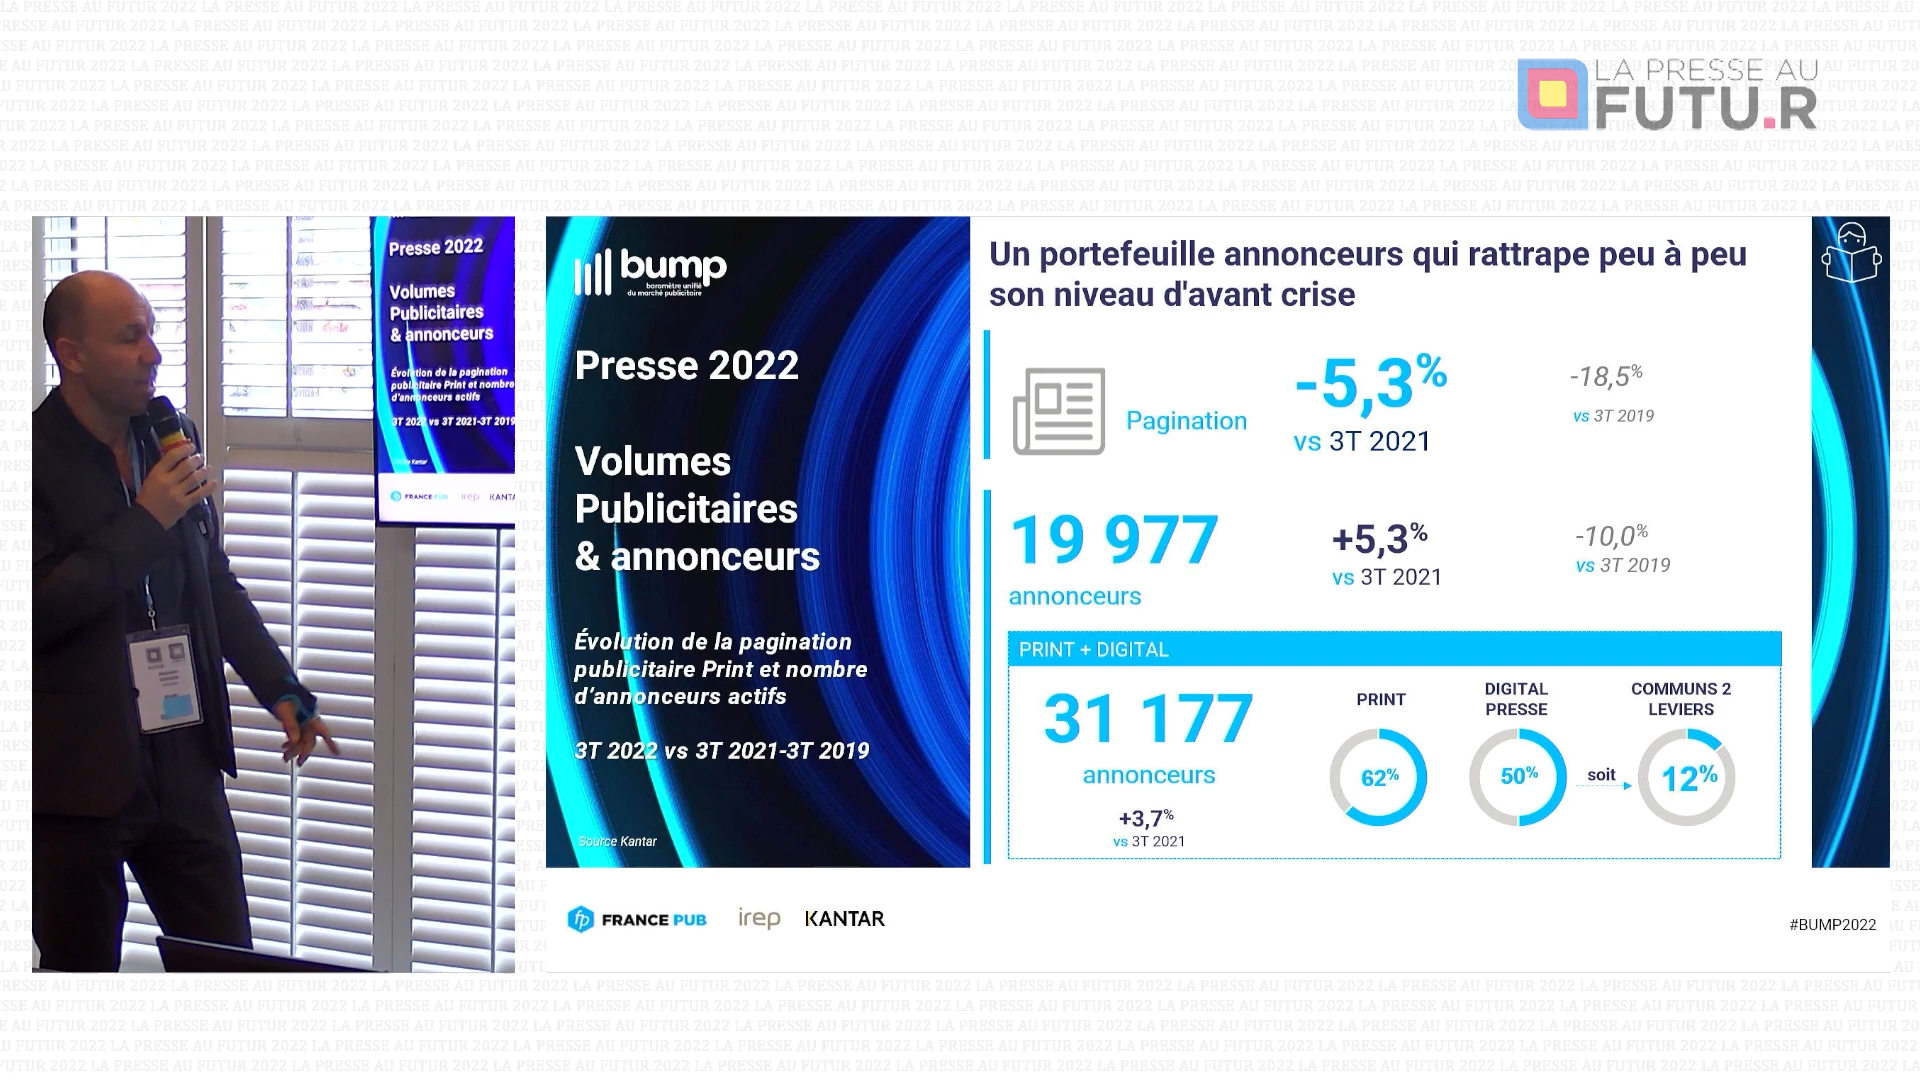 LA PRESSE AU
FUTU.R
Presse 2022
Volumes
Publicitaires
& annonceurs
Évolution de la pagination
publicitaire Print et nombre
d'annonceurs actifs
3T 2022 vs 3T 2021-3T 2019
FRANCE PUB irep KANTA
bump
baromètre unifié
du marché publicitaire
Presse 2022
Volumes
Publicitaires
& annonceurs
Évolution de la pagination
publicitaire Print et nombre
d'annonceurs actifs
3T 2022 vs 3T 2021-3T 2019
Source Kantar
Un portefeuille annonceurs qui rattrape peu à peu
son niveau d'avant crise
Pagination
-5,3%
vs 3T 2021
-18,5%
vs 3T 2019
19 977
annonceurs
+5,3%
vs 3T 2021
-10,0%
vs 3T 2019
PRINT + DIGITAL
31 177
annonceurs
+3,7%
vs 3T 2021
PRINT
62%
DIGITAL
PRESSE
50%
soit
COMMUNS 2
LEVIERS
12%
fp FRANCE PUB irep KANTAR
#BUMP2022